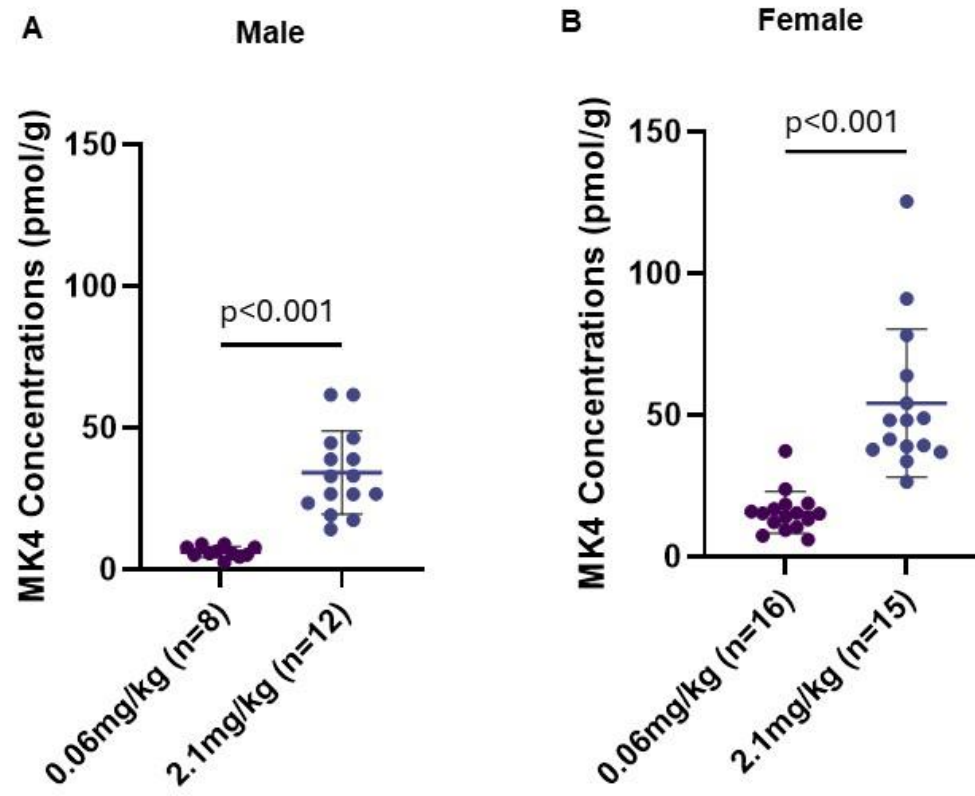 A
Male
MK4 Concentrations (pmol/g)
150
100
50
0
p<0.001
0.06mg/kg (n=8)
2.1mg/kg (n=12)
B
Female
MK4 Concentrations (pmol/g)
150
100
50
0
p<0.001
0.06mg/kg (n=16)
2.1mg/kg (n=15)